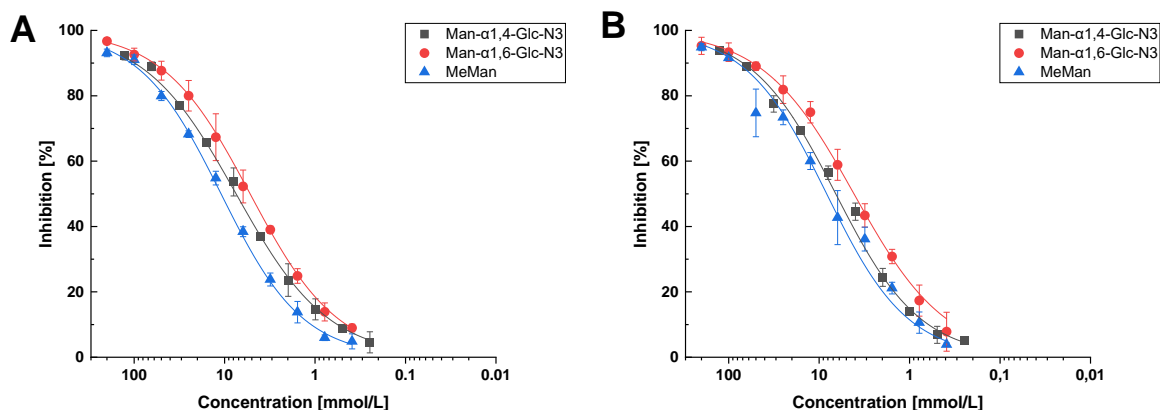 A
Man-α1,4-Glc-N3
Man-α1,6-Glc-N3
MeMan
100
80
60
40
20
0
Inhibition [%]
100
10
1
0.1
0.01
Concentration [mmol/L]
B
Man-α1,4-Glc-N3
Man-α1,6-Glc-N3
MeMan
100
80
60
40
20
0
Inhibition [%]
100
10
1
0,1
0,01
Concentration [mmol/L]